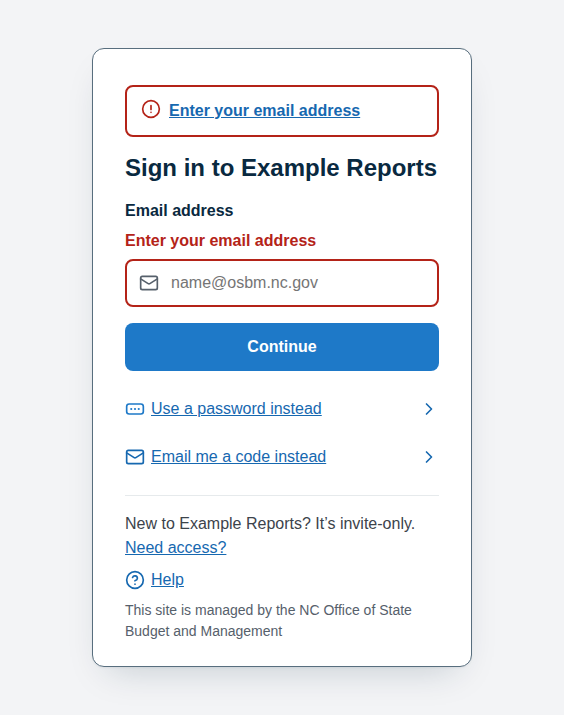 Enter your email address
Sign in to Example Reports
Email address
Enter your email address
name@osbm.nc.gov
Continue
Use a password instead
Email me a code instead
New to Example Reports? It’s invite-only.
Need access?
Help
This site is managed by the NC Office of State
Budget and Management